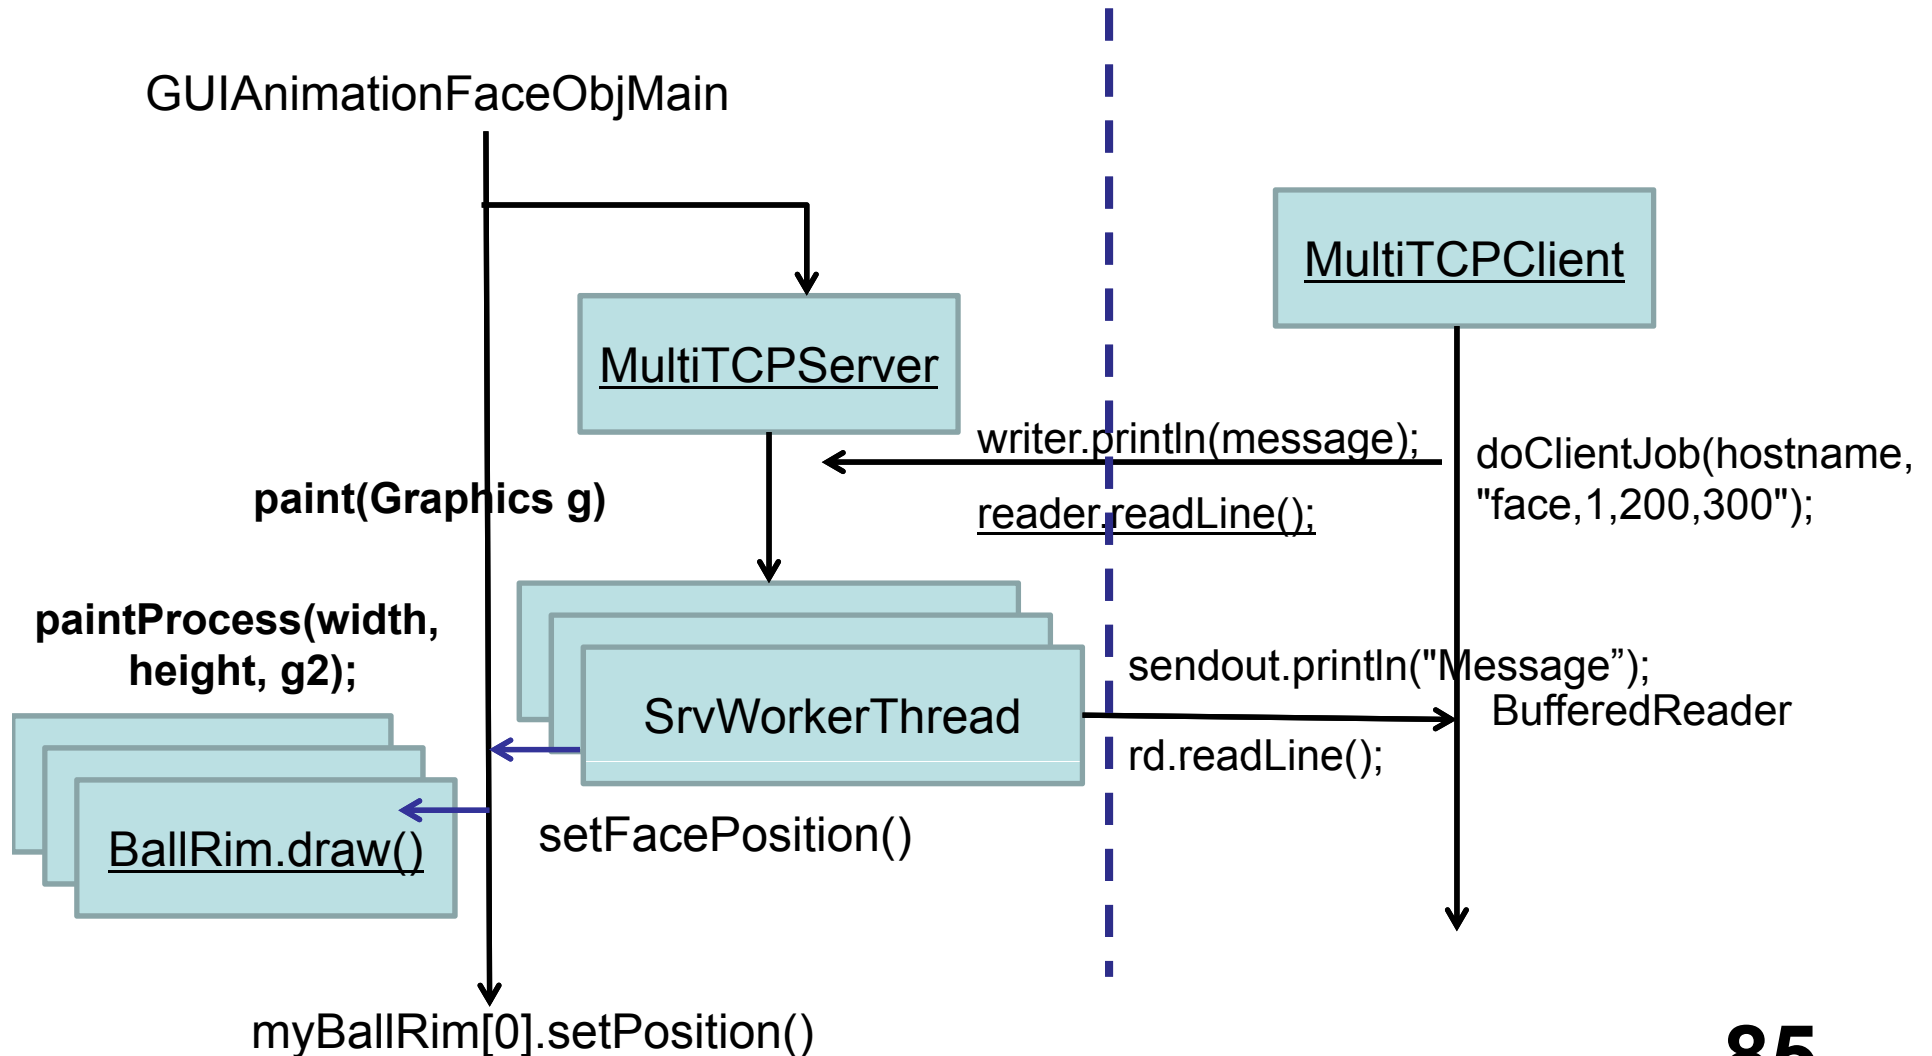 GUIAnimationFaceObjMain
MultiTCPClient
MultiTCPServer
writer.println(message);
doClientJob(hostname,
"face,1,200,300");
paint(Graphics g)
reader.readLine();
paintProcess(width,
height, g2);
sendout.println("Message”);
SrvWorkerThread
BufferedReader
rd.readLine();
BallRim.draw()
setFacePosition()
myBallRim[0].setPosition()
85